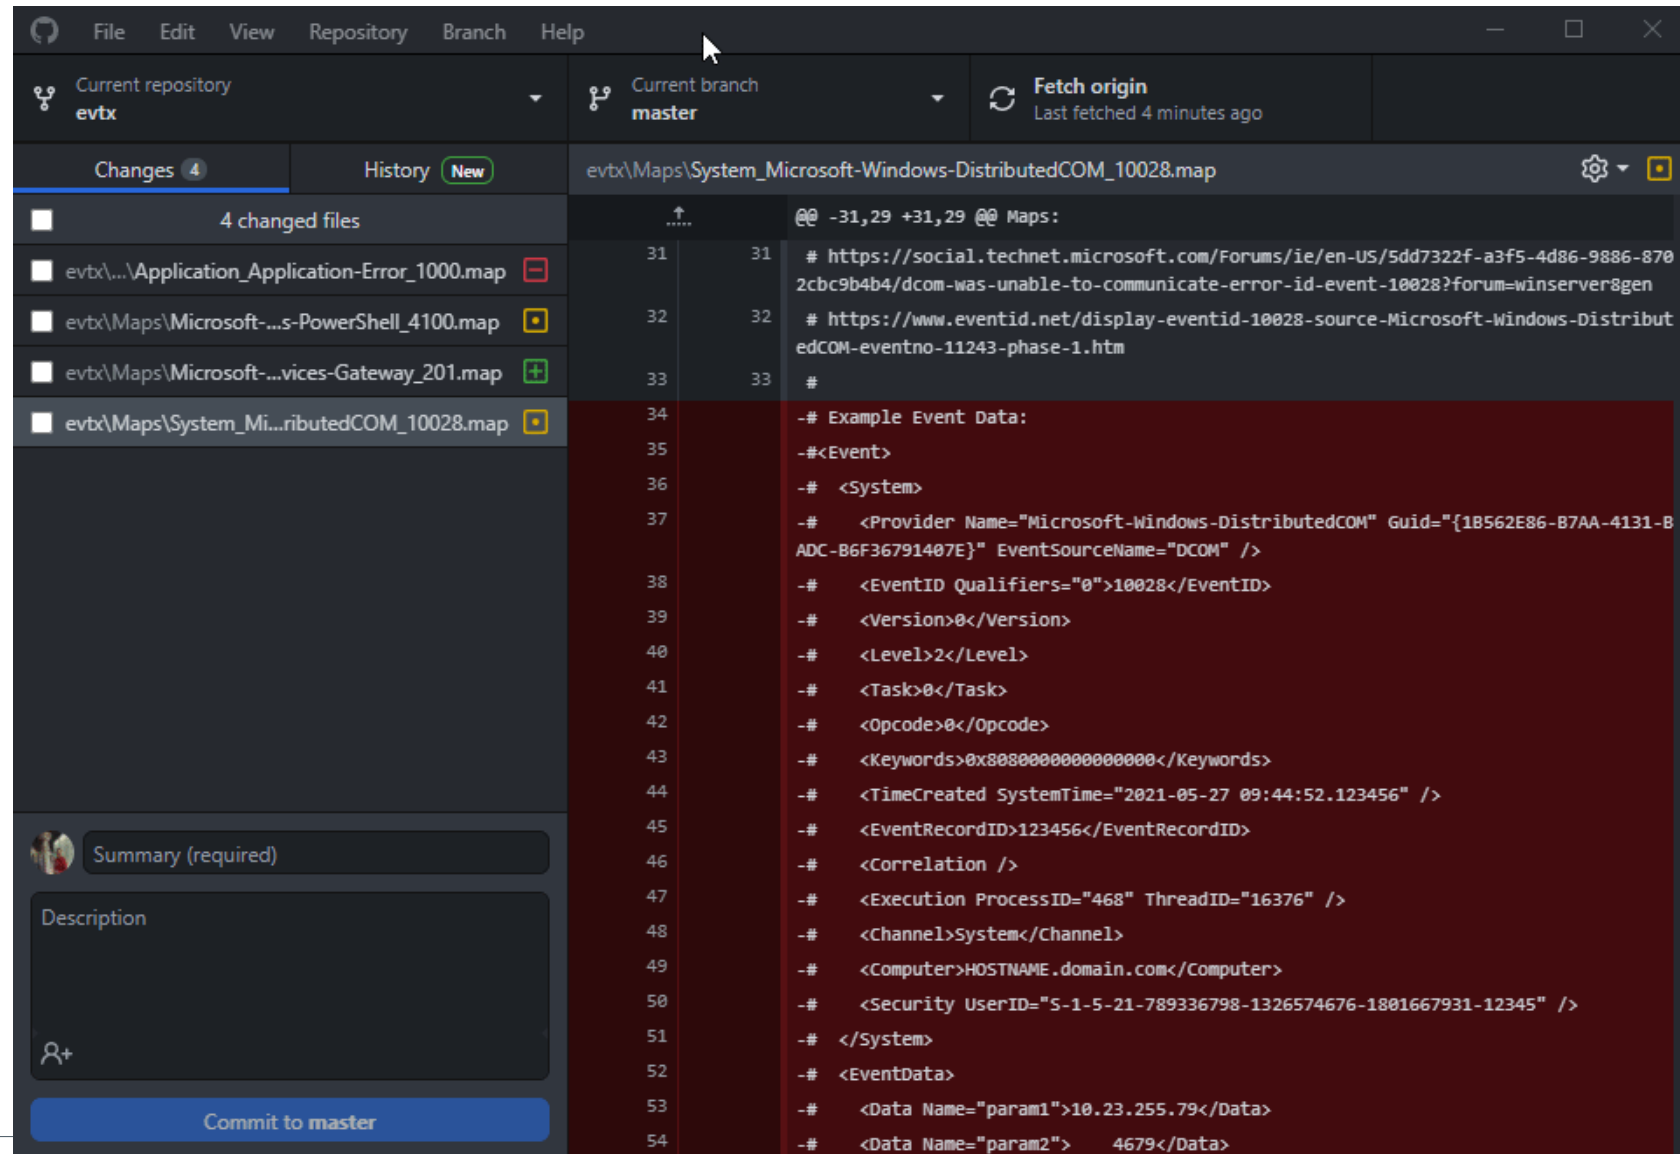 File Edit View Repository Branch Help
Current repository
evtx
Current branch
master
Fetch origin
Last fetched 4 minutes ago
Changes 4
History New
4 changed files
evtx\...\Application_Application-Error_1000.map
evtx\Maps\Microsoft-...s-PowerShell_4100.map
evtx\Maps\Microsoft-...vices-Gateway_201.map
evtx\Maps\System_Mi...ributedCOM_10028.map
Summary (required)
Description
Commit to master
evtx\Maps\System_Microsoft-Windows-DistributedCOM_10028.map
@@ -31,29 +31,29 @@ Maps:
31 31 # https://social.technet.microsoft.com/Forums/ie/en-US/5dd7322f-a3f5-4d86-9886-870
2cbc9b4b4/dcom-was-unable-to-communicate-error-id-event-10028?forum=winserver8gen
32 32 # https://www.eventid.net/display-eventid-10028-source-Microsoft-Windows-Distribut
edCOM-eventno-11243-phase-1.htm
33 33 #
34 -# Example Event Data:
35 -#<Event>
36 -#  <System>
37 -#    <Provider Name="Microsoft-Windows-DistributedCOM" Guid="{1B562E86-B7AA-4131-B
ADC-B6F36791407E}" EventSourceName="DCOM" />
38 -#    <EventID Qualifiers="0">10028</EventID>
39 -#    <Version>0</Version>
40 -#    <Level>2</Level>
41 -#    <Task>0</Task>
42 -#    <Opcode>0</Opcode>
43 -#    <Keywords>0x8080000000000000</Keywords>
44 -#    <TimeCreated SystemTime="2021-05-27 09:44:52.123456" />
45 -#    <EventRecordID>123456</EventRecordID>
46 -#    <Correlation />
47 -#    <Execution ProcessID="468" ThreadID="16376" />
48 -#    <Channel>System</Channel>
49 -#    <Computer>HOSTNAME.domain.com</Computer>
50 -#    <Security UserID="S-1-5-21-789336798-1326574676-1801667931-12345" />
51 -#  </System>
52 -#  <EventData>
53 -#    <Data Name="param1">10.23.255.79</Data>
54 -#    <Data Name="param2">    4679</Data>